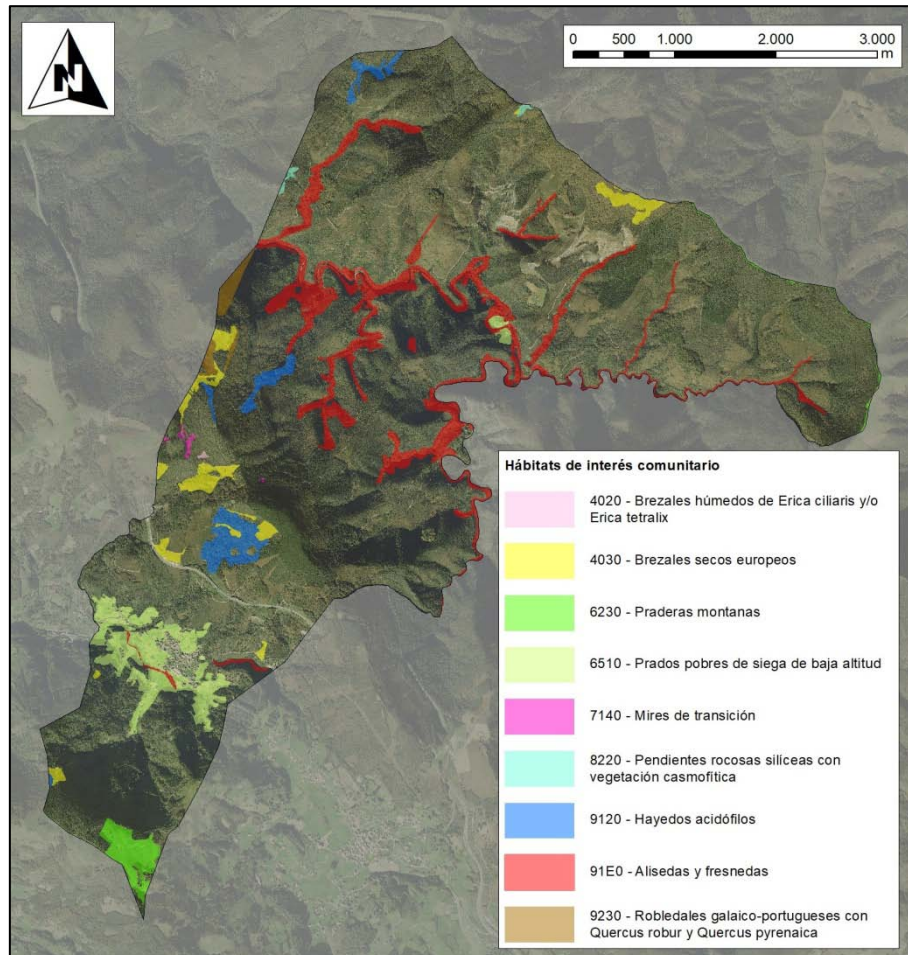 N
0 500 1.000 2.000 3.000
m
Hábitats de interés comunitario
4020 - Brezales húmedos de Erica ciliaris y/o
Erica tetralix
4030 - Brezales secos europeos
6230 - Praderas montanas
6510 - Prados pobres de siega de baja altitud
7140 - Mires de transición
8220 - Pendientes rocosas silíceas con
vegetación casmofítica
9120 - Hayedos acidófilos
91E0 - Alisedas y fresnedas
9230 - Robledales galaico-portugueses con
Quercus robur y Quercus pyrenaica